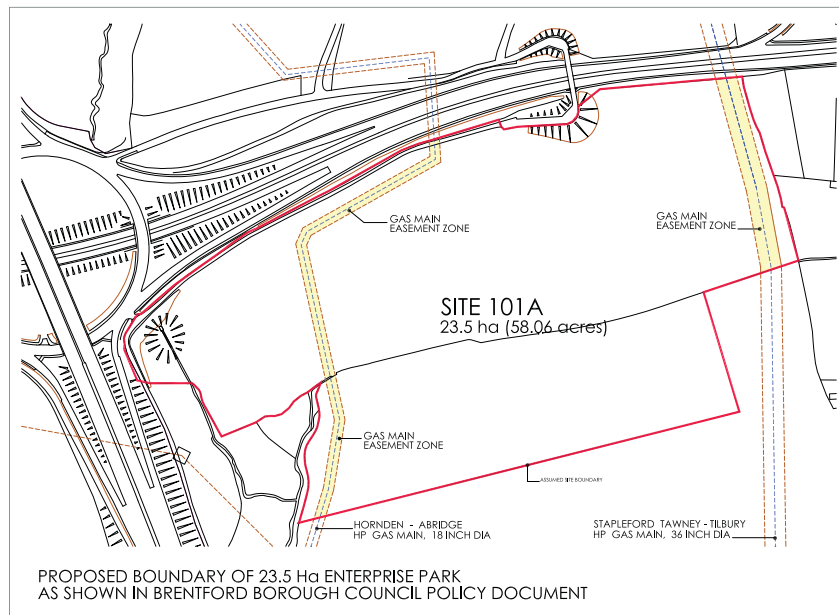 GAS MAIN
EASEMENT ZONE
GAS MAIN
EASEMENT ZONE
SITE 101A
23.5 ha (58.06 acres)
GAS MAIN
EASEMENT ZONE
ASSUMED SITE BOUNDARY
HORNDEN - ABRIDGE
HP GAS MAIN, 18 INCH DIA
STAPLEFORD TAWNEY - TILBURY
HP GAS MAIN, 36 INCH DIA
PROPOSED BOUNDARY OF 23.5 Ha ENTERPRISE PARK
AS SHOWN IN BRENTFORD BOROUGH COUNCIL POLICY DOCUMENT